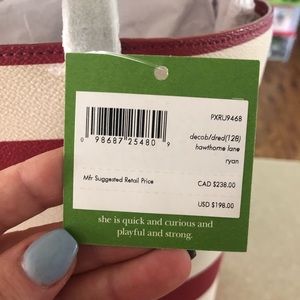 PXRU9468
decob/dred(128)
hawthorne lane
ryan
0 98687 25480 9
Mfr Suggested Retail Price
CAD $238.00
USD $198.00
she is quick and curious and
playful and strong.